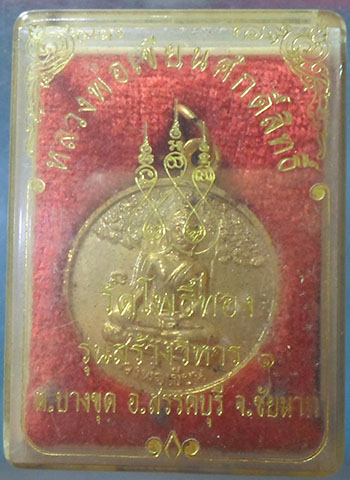 หลวงพ่อเขียนศักดิ์สิทธิ์
วัดโพธิ์ทอง
รุ่นสร้างวิหาร ๑
ต.บางขุด อ.สรรคบุรี จ.ชัยนาท